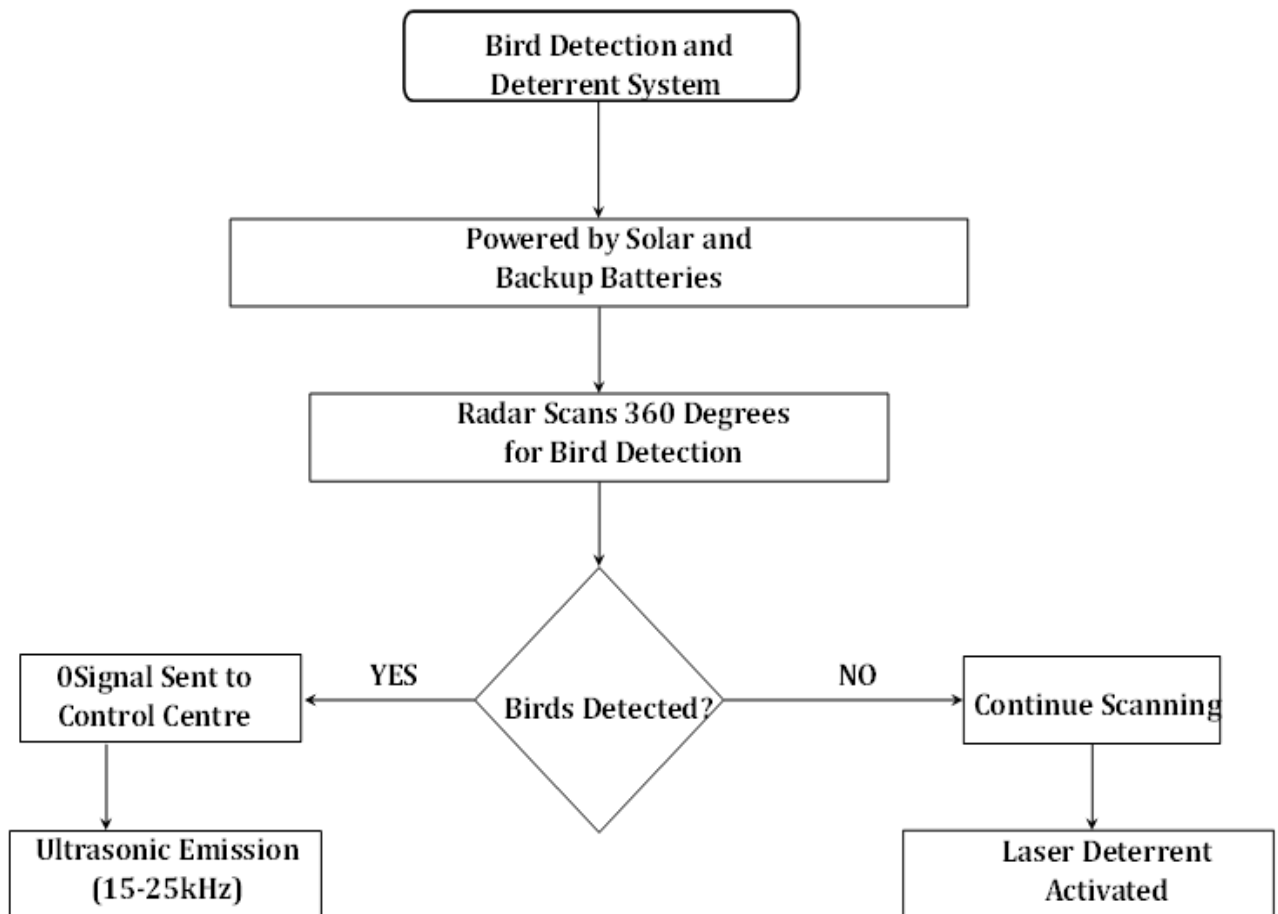 Bird Detection and
Deterrent System
Powered by Solar and
Backup Batteries
Radar Scans 360 Degrees
for Bird Detection
Birds Detected?
YES
NO
0Signal Sent to
Control Centre
Continue Scanning
Ultrasonic Emission
(15-25kHz)
Laser Deterrent
Activated